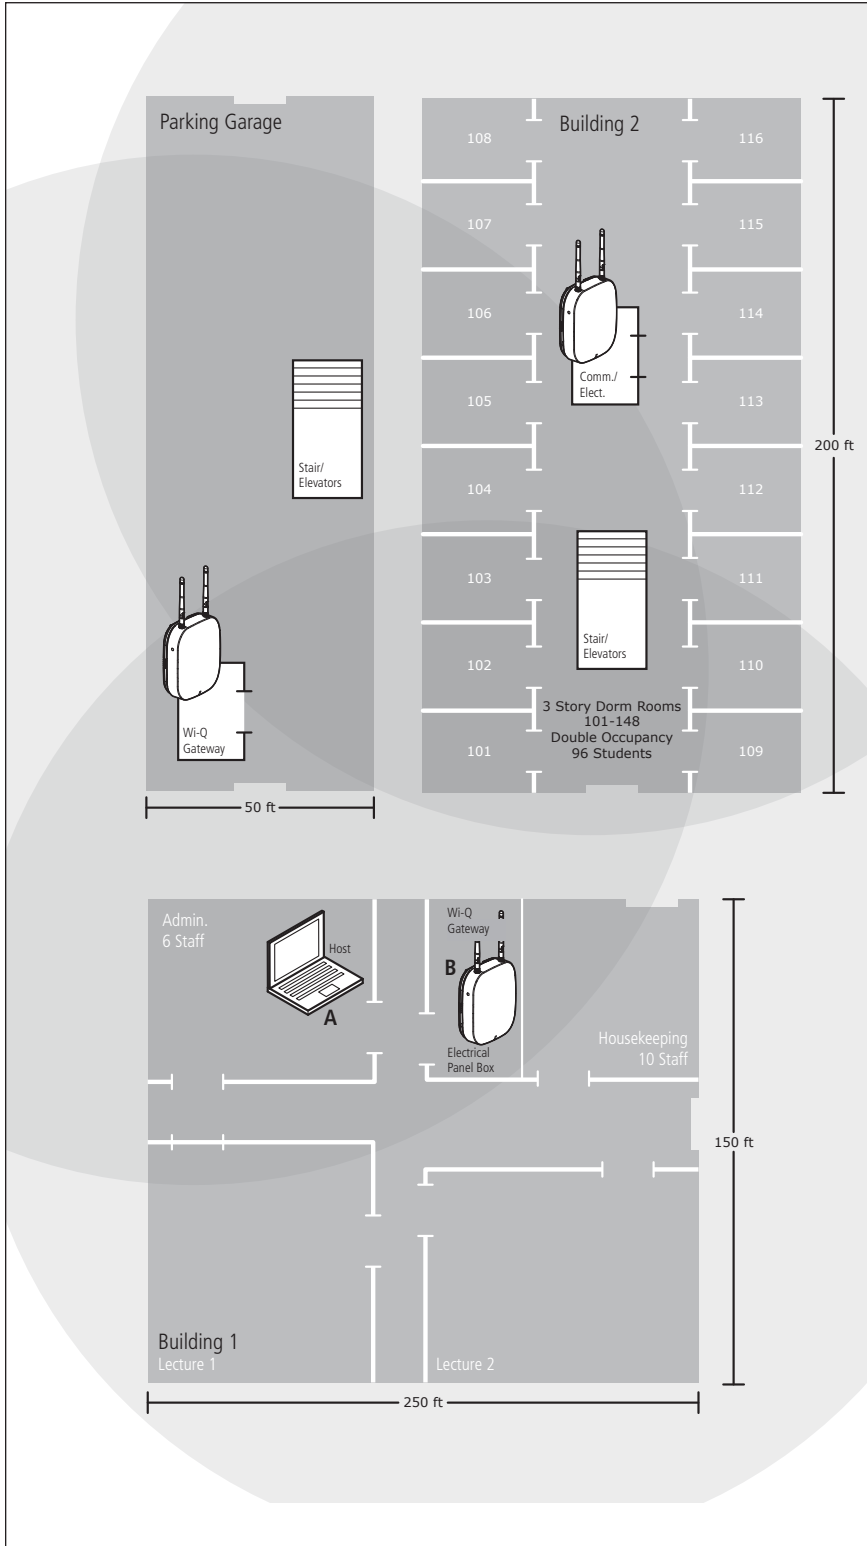 Parking Garage
Stair/
Elevators
Wi-Q
Gateway
50 ft
Building 2
108
107
106
105
104
103
102
101
116
115
114
113
112
111
110
109
Comm./
Elect.
Stair/
Elevators
3 Story Dorm Rooms
101-148
Double Occupancy
96 Students
200 ft
Admin.
6 Staff
Host
A
Wi-Q
Gateway
B
Electrical
Panel Box
Housekeeping
10 Staff
150 ft
Building 1
Lecture 1
Lecture 2
250 ft